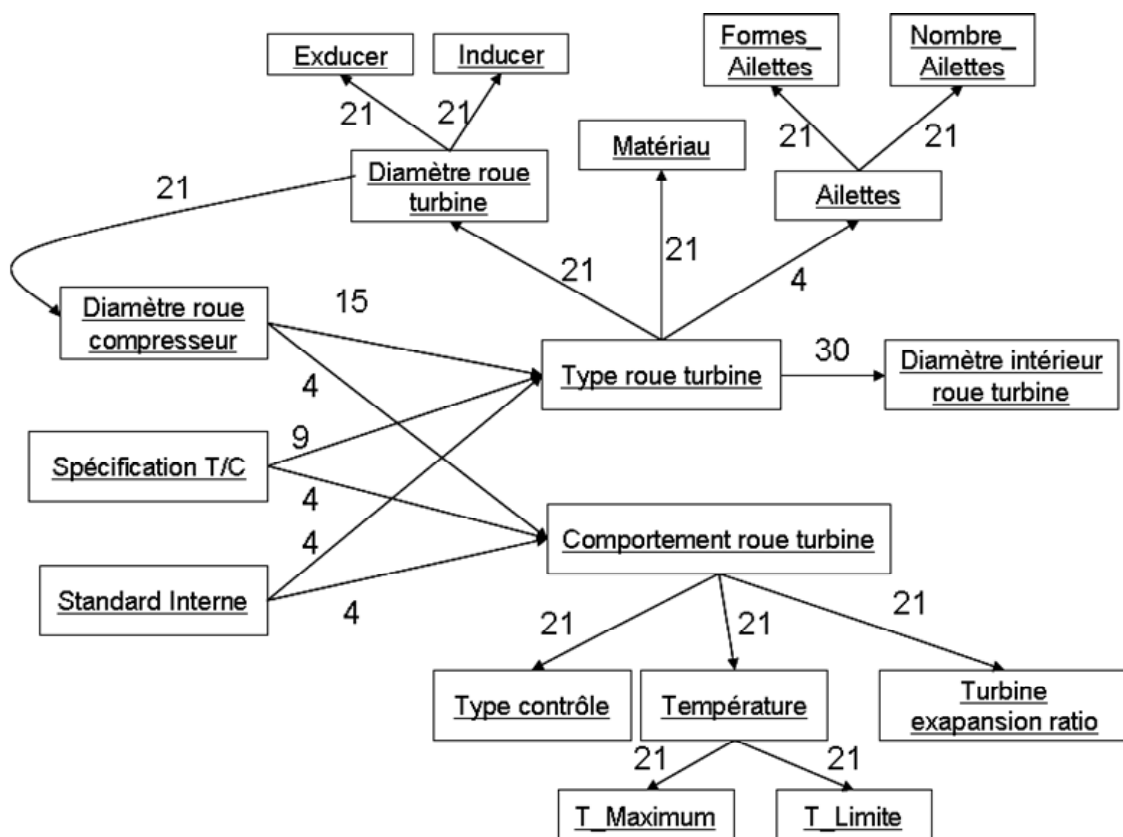 Exducer
Inducer
Formes_
Ailettes
Nombre_
Ailettes
21
21
21
21
Matériau
Diamètre roue
turbine
Ailettes
21
21
21
4
Diamètre roue
compresseur
15
4
Type roue turbine
30
Diamètre intérieur
roue turbine
Spécification T/C
9
4
Comportement roue turbine
Standard Interne
4
4
21
21
21
Type contrôle
Température
Turbine
exapansion ratio
21
21
T_Maximum
T_Limite